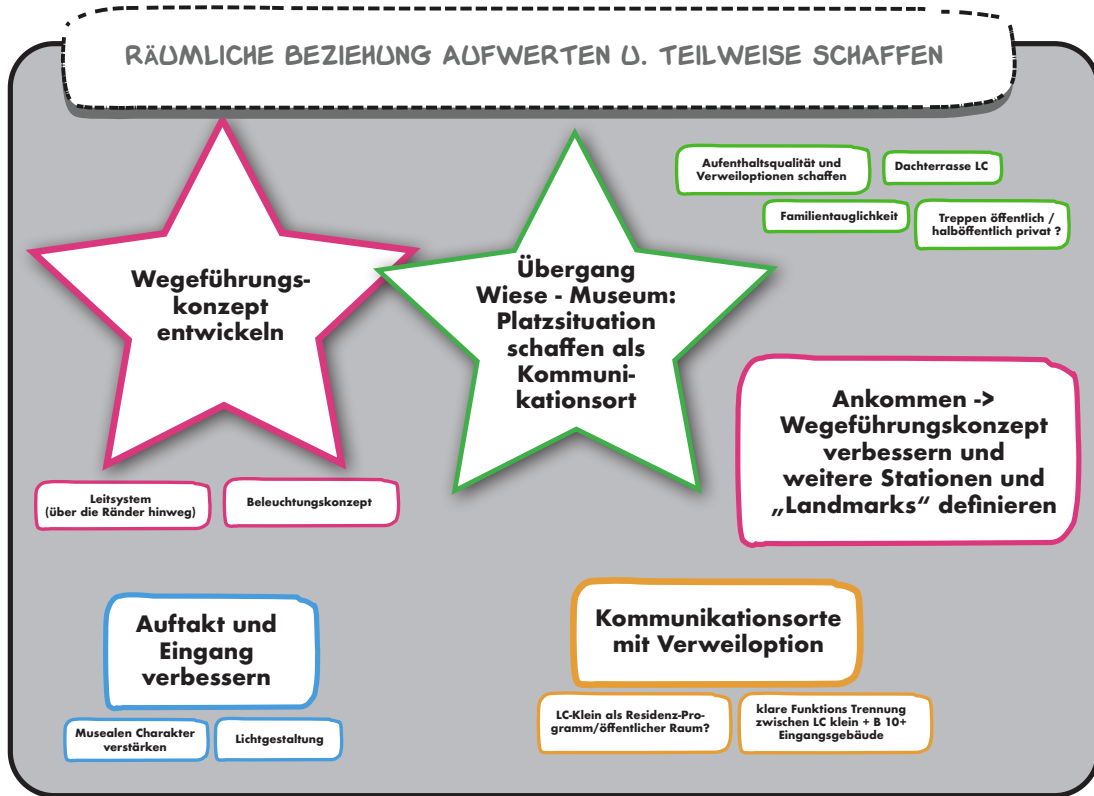 RÄUMLICHE BEZIEHUNG AUFWERTEN U. TEILWEISE SCHAFFEN
Wegeführungs-
konzept
entwickeln
Leitsystem
(über die Ränder hinweg)
Beleuchtungskonzept
Übergang
Wiese - Museum:
Platzsituation
schaffen als
Kommuni-
kationsort
Aufenthaltsqualität und
Verweiloptionen schaffen
Dachterrasse LC
Familientauglichkeit
Treppen öffentlich /
halböffentlich privat ?
Ankommen ->
Wegeführungskonzept
verbessern und
weitere Stationen und
„Landmarks“ definieren
Auftakt und
Eingang
verbessern
Musealen Charakter
verstärken
Lichtgestaltung
Kommunikationsorte
mit Verweiloption
LC-Klein als Residenz-Pro-
gramm/öffentlicher Raum?
klare Funktions Trennung
zwischen LC klein + B 10+
Eingangsgebäude